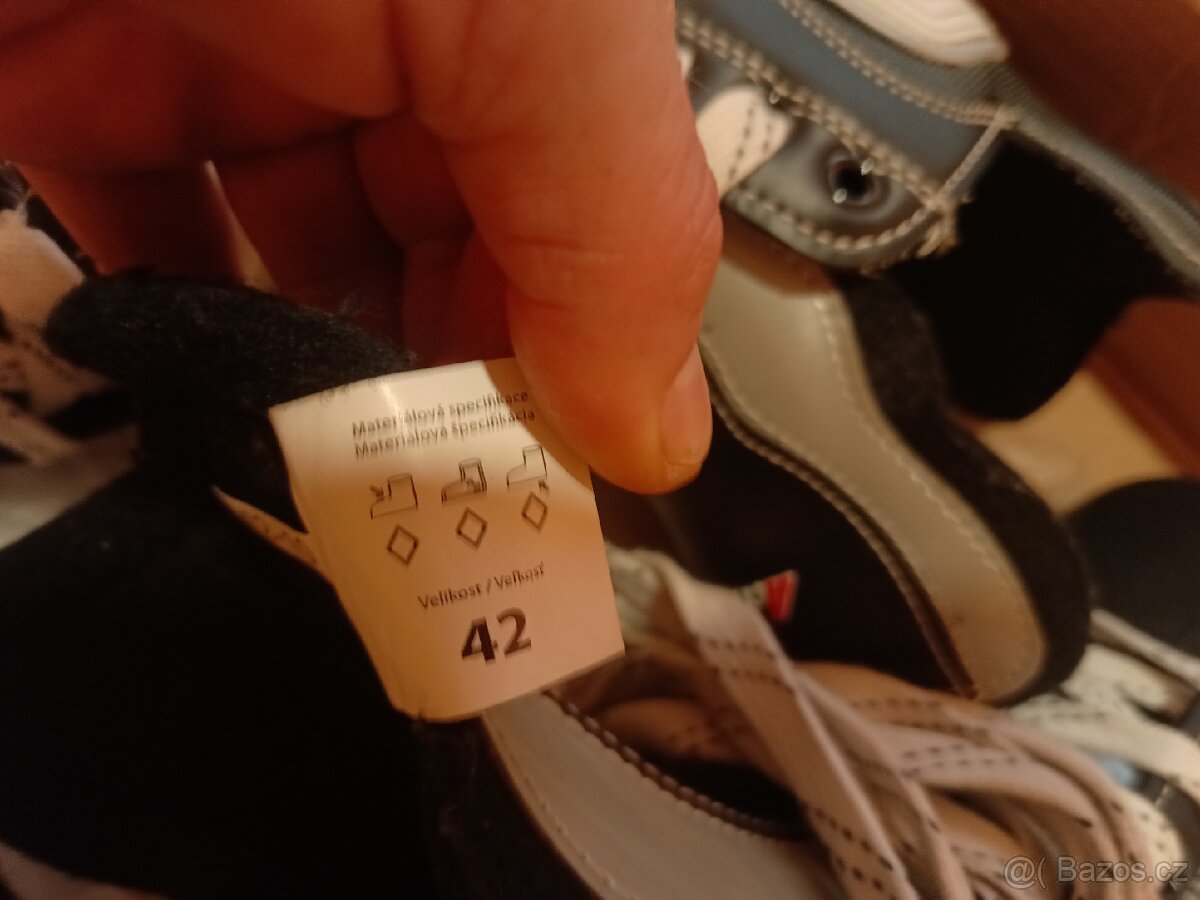 Materiálová specifikace
Materiálová špecifikácia
Velikost / Veľkosť
42
@( Bazos.cz